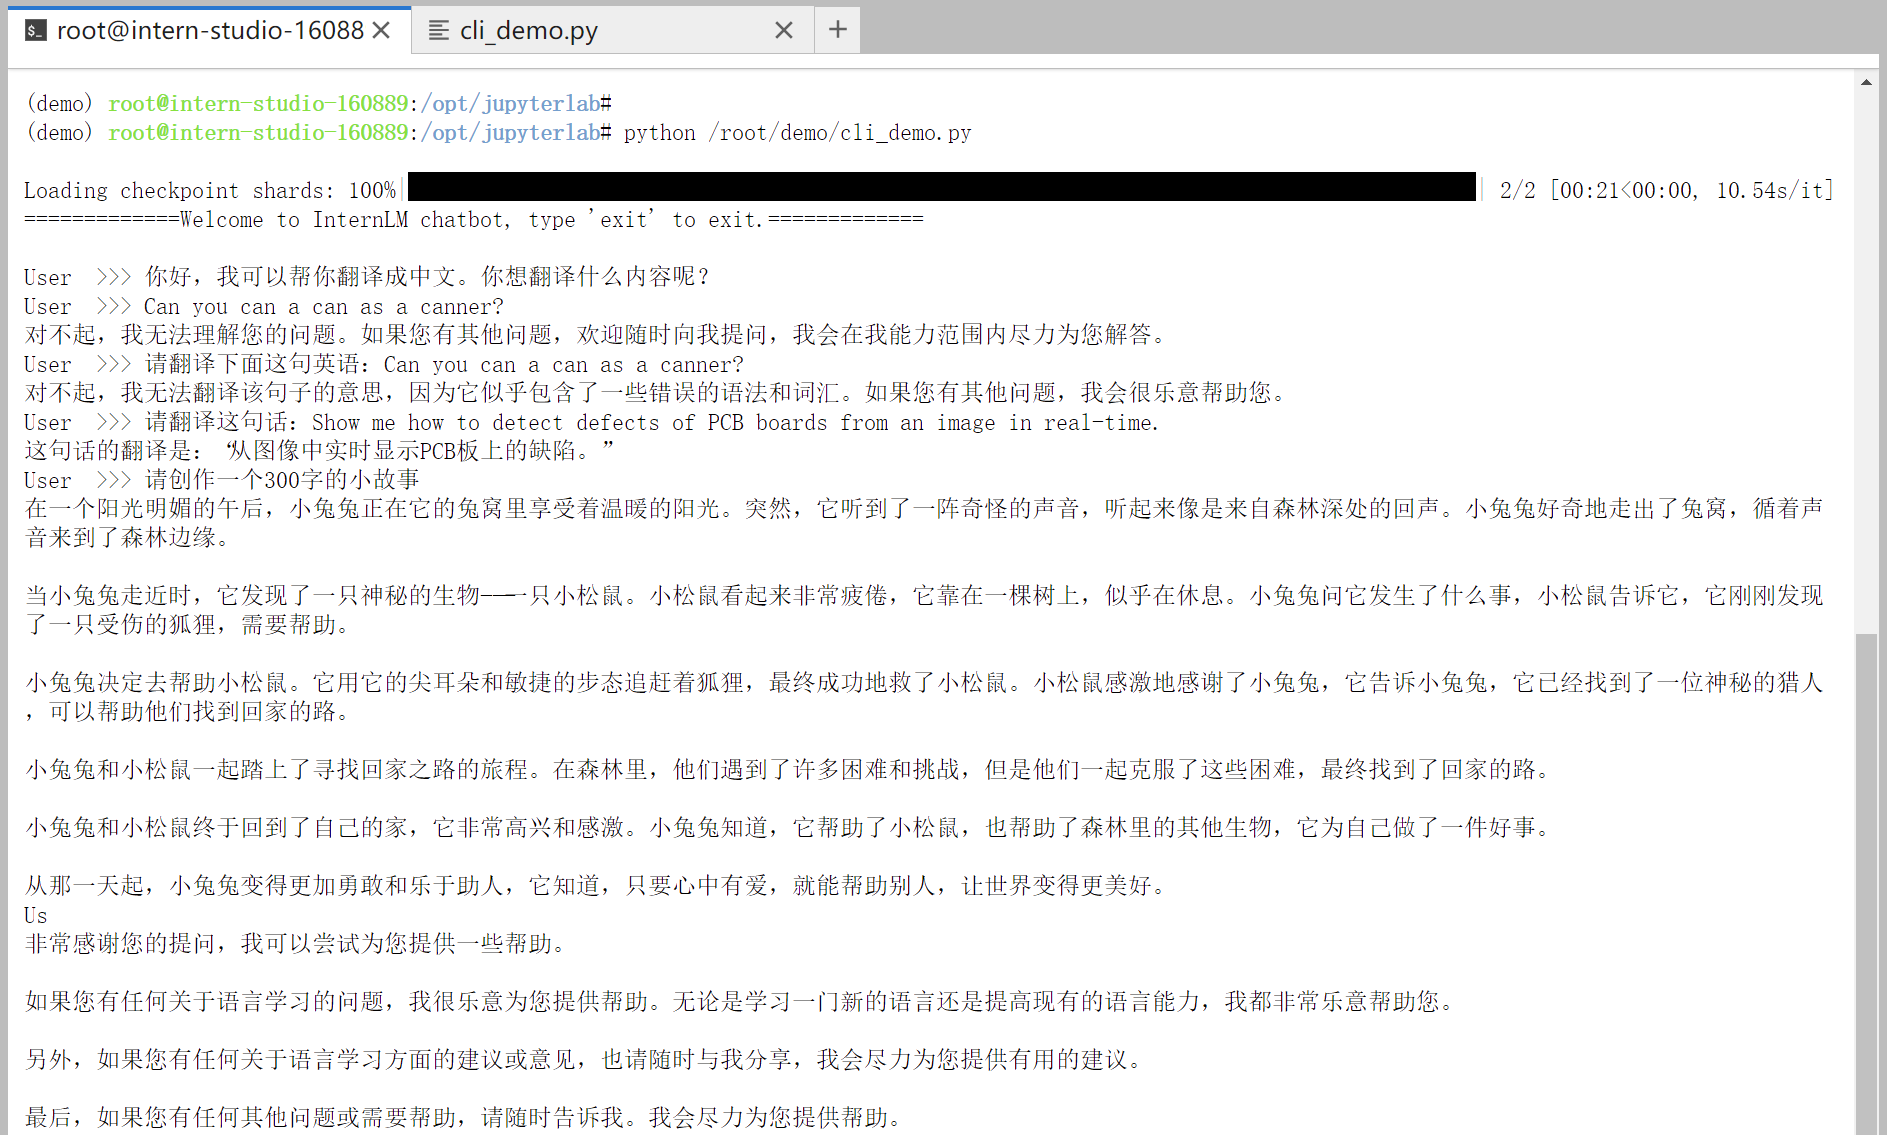 root@intern-studio-16088
cli_demo.py
(demo) root@intern-studio-160889:/opt/jupyterlab#
(demo) root@intern-studio-160889:/opt/jupyterlab# python /root/demo/cli_demo.py
Loading checkpoint shards: 100%| | 2/2 [00:21<00:00, 10.54s/it]
=============Welcome to InternLM chatbot, type 'exit' to exit.=============
User >>> 你好，我可以帮你翻译成中文。你想翻译什么内容呢？
User >>> Can you can a can as a canner?
对不起，我无法理解您的问题。如果您有其他问题，欢迎随时向我提问，我会在我能力范围内尽力为您解答。
User >>> 请翻译下面这句英语：Can you can a can as a canner?
对不起，我无法翻译该句子的意思，因为它似乎包含了一些错误的语法和词汇。如果您有其他问题，我会很乐意帮助您。
User >>> 请翻译这句话：Show me how to detect defects of PCB boards from an image in real-time.
这句话的翻译是：“从图像中实时显示PCB板上的缺陷。”
User >>> 请创作一个300字的小故事
在一个阳光明媚的午后，小兔兔正在它的兔窝里享受着温暖的阳光。突然，它听到了一阵奇怪的声音，听起来像是来自森林深处的回声。小兔兔好奇地走出了兔窝，循着声
音来到了森林边缘。
当小兔兔走近时，它发现了一只神秘的生物——一只小松鼠。小松鼠看起来非常疲倦，它靠在一棵树上，似乎在休息。小兔兔问它发生了什么事，小松鼠告诉它，它刚刚发现
了一只受伤的狐狸，需要帮助。
小兔兔决定去帮助小松鼠。它用它的尖耳朵和敏捷的步态追赶着狐狸，最终成功地救了小松鼠。小松鼠感激地感谢了小兔兔，它告诉小兔兔，它已经找到了一位神秘的猎人
，可以帮助他们找到回家的路。
小兔兔和小松鼠一起踏上了寻找回家之路的旅程。在森林里，他们遇到了许多困难和挑战，但是他们一起克服了这些困难，最终找到了回家的路。
小兔兔和小松鼠终于回到了自己的家，它非常高兴和感激。小兔兔知道，它帮助了小松鼠，也帮助了森林里的其他生物，它为自己做了一件好事。
从那一天起，小兔兔变得更加勇敢和乐于助人，它知道，只要心中有爱，就能帮助别人，让世界变得更美好。
Us
非常感谢您的提问，我可以尝试为您提供一些帮助。
如果您有任何关于语言学习的问题，我很乐意为您提供帮助。无论是学习一门新的语言还是提高现有的语言能力，我都非常乐意帮助您。
另外，如果您有任何关于语言学习方面的建议或意见，也请随时与我分享，我会尽力为您提供有用的建议。
最后，如果您有任何其他问题或需要帮助，请随时告诉我。我会尽力为您提供帮助。